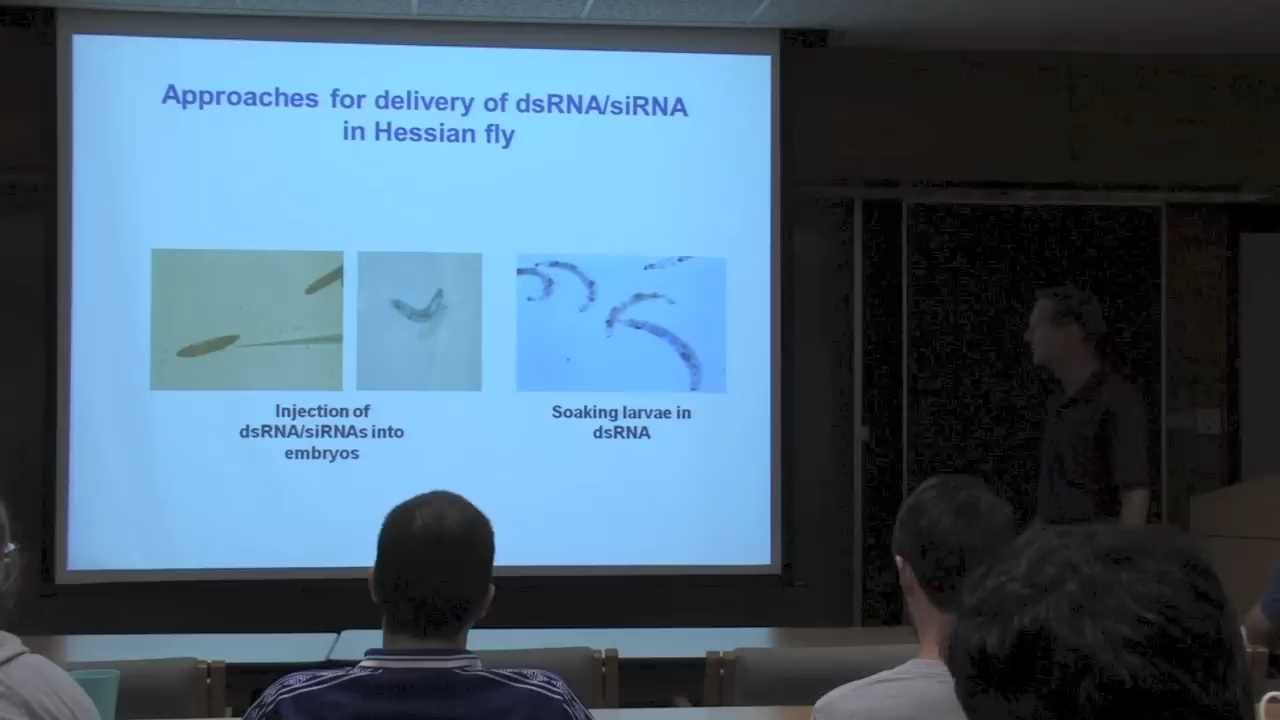 Approaches for delivery of dsRNA/siRNA
in Hessian fly
Injection of
dsRNA/siRNAs into
embryos
Soaking larvae in
dsRNA